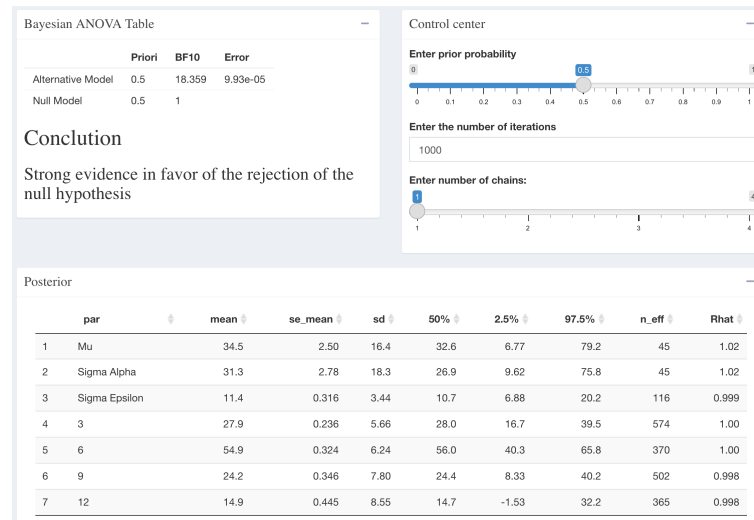 Bayesian ANOVA Table
Priori BF10 Error
Alternative Model 0.5 18.359 9.93e-05
Null Model 0.5 1
Conclution
Strong evidence in favor of the rejection of the
null hypothesis
Control center
Enter prior probability
0 0.5 1
0 0.1 0.2 0.3 0.4 0.5 0.6 0.7 0.8 0.9 1
Enter the number of iterations
1000
Enter number of chains:
1 4
1 2 3 4
Posterior
par mean se_mean sd 50% 2.5% 97.5% n_eff Rhat
1 Mu 34.5 2.50 16.4 32.6 6.77 79.2 45 1.02
2 Sigma Alpha 31.3 2.78 18.3 26.9 9.62 75.8 45 1.02
3 Sigma Epsilon 11.4 0.316 3.44 10.7 6.88 20.2 116 0.999
4 3 27.9 0.236 5.66 28.0 16.7 39.5 574 1.00
5 6 54.9 0.324 6.24 56.0 40.3 65.8 370 1.00
6 9 24.2 0.346 7.80 24.4 8.33 40.2 502 0.998
7 12 14.9 0.445 8.55 14.7 -1.53 32.2 365 0.998